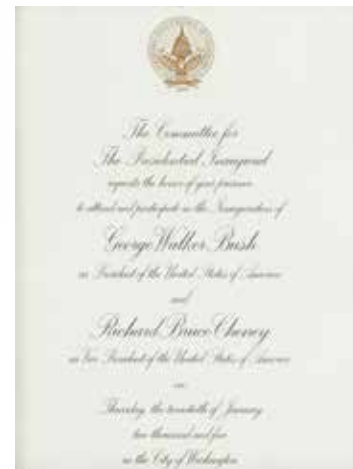 The Committee for
The Presidential Inaugural
requests the honor of your presence
to attend and participate in the Inauguration of
George Walker Bush
as President of the United States of America
and
Richard Bruce Cheney
as Vice President of the United States of America
on
Thursday the twentieth of January
two thousand and five
in the City of Washington